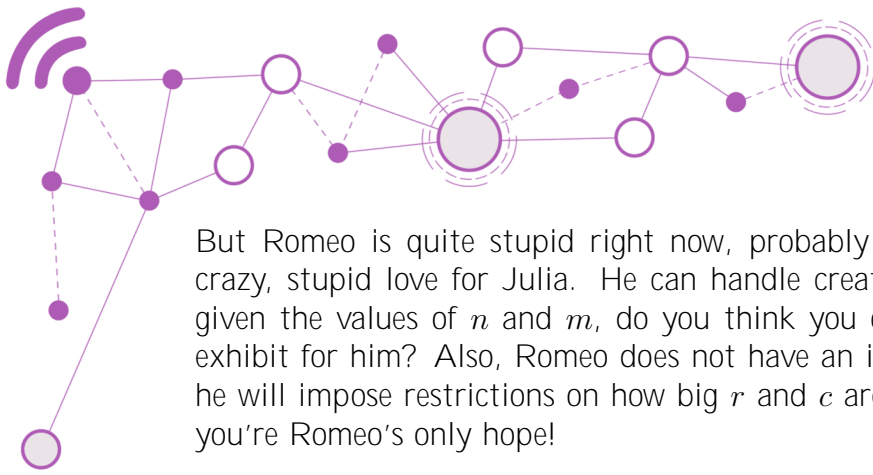 But Romeo is quite stupid right now, probably
crazy, stupid love for Julia. He can handle creat
given the values of n and m, do you think you
exhibit for him? Also, Romeo does not have an i
he will impose restrictions on how big r and c ar
you're Romeo's only hope!